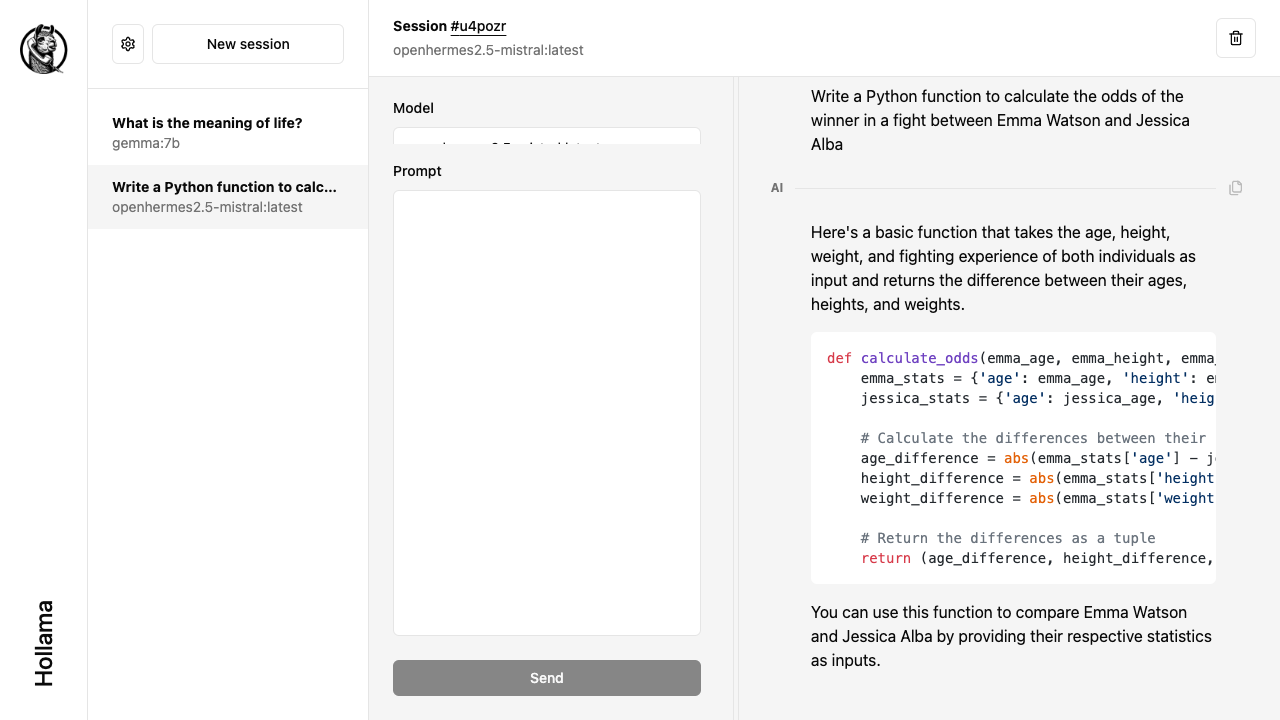 New session
What is the meaning of life?
gemma:7b
Write a Python function to calc...
openhermes2.5-mistral:latest
Hollama
Session #u4pozr
openhermes2.5-mistral:latest
Model
Prompt
Send
Write a Python function to calculate the odds of the
winner in a fight between Emma Watson and Jessica
Alba
AI
Here's a basic function that takes the age, height,
weight, and fighting experience of both individuals as
input and returns the difference between their ages,
heights, and weights.
def calculate_odds(emma_age, emma_height, emma_
    emma_stats = {'age': emma_age, 'height':
    jessica_stats = {'age': jessica_age, 'heig
    # Calculate the differences between their
    age_difference = abs(emma_stats['age'] -
    height_difference = abs(emma_stats['height
    weight_difference = abs(emma_stats['weight
    # Return the differences as a tuple
    return (age_difference, height_difference,
You can use this function to compare Emma Watson
and Jessica Alba by providing their respective statistics
as inputs.